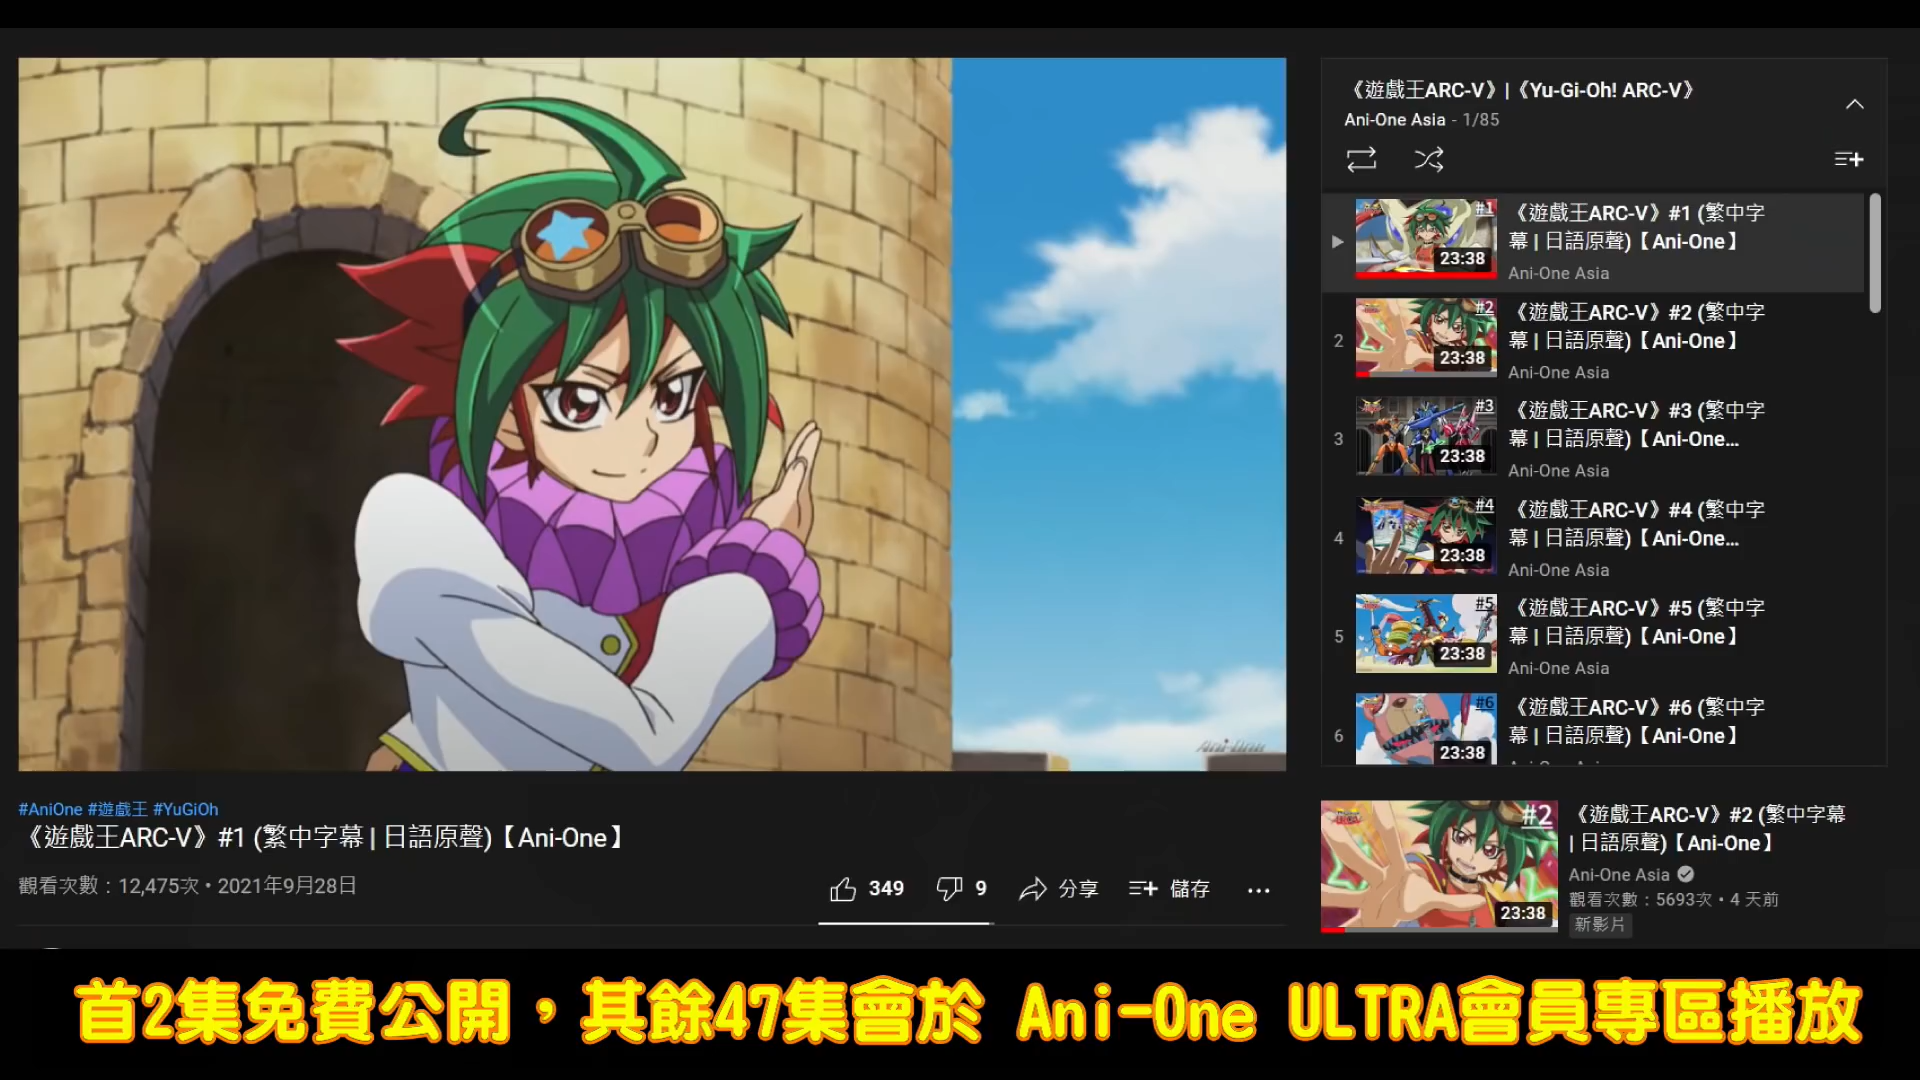 《遊戲王ARC-V》|《Yu-Gi-Oh! ARC-V》
Ani-One Asia - 1/85
#1
23:38
《遊戲王ARC-V》#1 (繁中字
幕 | 日語原聲)【Ani-One】
Ani-One Asia
2
#2
23:38
《遊戲王ARC-V》#2 (繁中字
幕 | 日語原聲)【Ani-One】
Ani-One Asia
3
#3
23:38
《遊戲王ARC-V》#3 (繁中字
幕 | 日語原聲)【Ani-One...
Ani-One Asia
4
#4
23:38
《遊戲王ARC-V》#4 (繁中字
幕 | 日語原聲)【Ani-One...
Ani-One Asia
5
#5
23:38
《遊戲王ARC-V》#5 (繁中字
幕 | 日語原聲)【Ani-One】
Ani-One Asia
6
#6
23:38
《遊戲王ARC-V》#6 (繁中字
幕 | 日語原聲)【Ani-One】
Ani-One
#AniOne #遊戲王 #YuGiOh
《遊戲王ARC-V》#1 (繁中字幕 | 日語原聲)【Ani-One】
觀看次數：12,475次 • 2021年9月28日
349
9
分享
儲存
#2
23:38
《遊戲王ARC-V》#2 (繁中字幕
| 日語原聲)【Ani-One】
Ani-One Asia
觀看次數：5693次 • 4 天前
新影片
首2集免費公開，其餘47集會於 Ani-One ULTRA會員專區播放